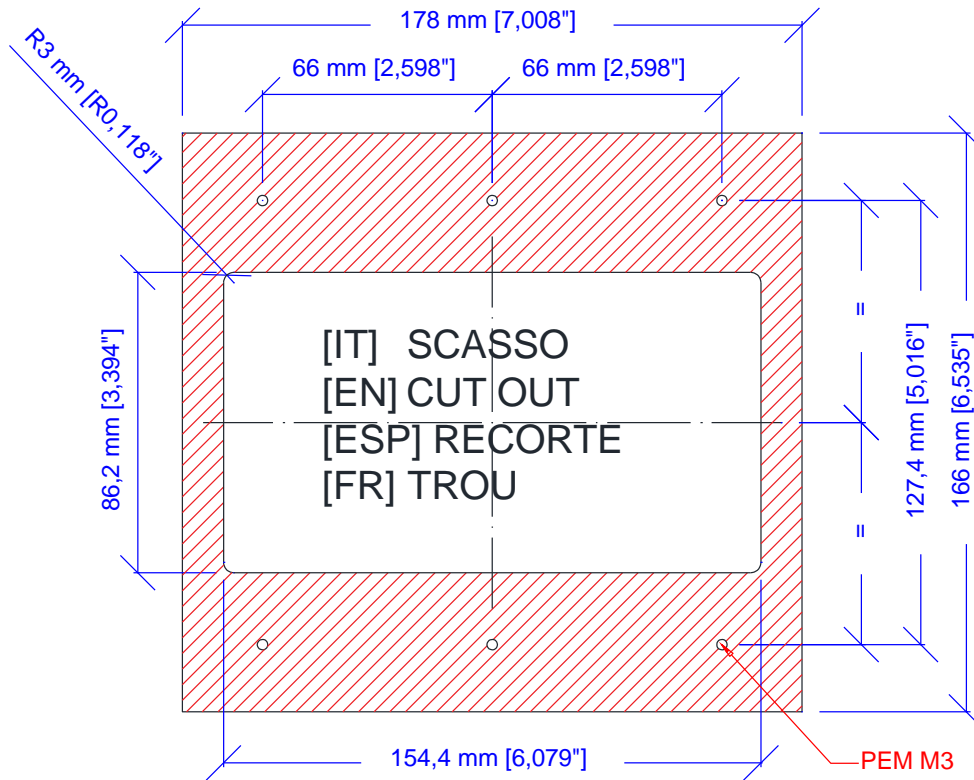 178 mm [7,008"]
66 mm [2,598"]
66 mm [2,598"]
R3 mm [R0,118"]
[IT] SCASSO
[EN] CUT OUT
[ESP] RECORTE
[FR] TROU
86,2 mm [3,394"]
=
=
127,4 mm [5,016"]
166 mm [6,535"]
154,4 mm [6,079"]
PEM M3